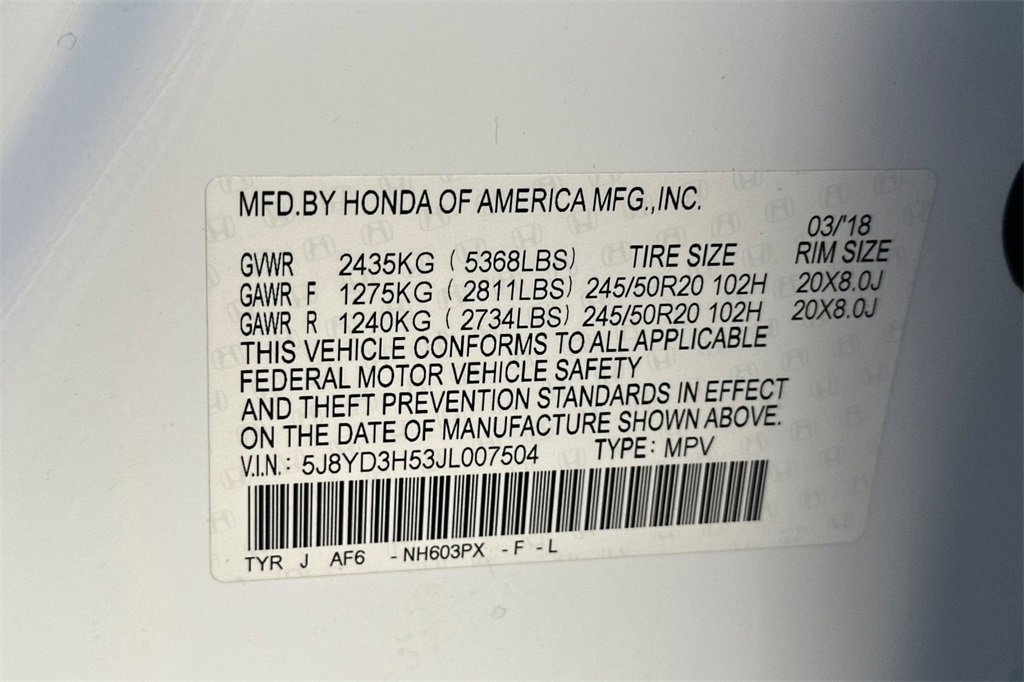 MFD.BY HONDA OF AMERICA MFG.,INC.
03/'18
GVWR 2435KG ( 5368LBS) TIRE SIZE RIM SIZE
GAWR F 1275KG ( 2811LBS) 245/50R20 102H 20X8.0J
GAWR R 1240KG ( 2734LBS) 245/50R20 102H 20X8.0J
THIS VEHICLE CONFORMS TO ALL APPLICABLE
FEDERAL MOTOR VEHICLE SAFETY
AND THEFT PREVENTION STANDARDS IN EFFECT
ON THE DATE OF MANUFACTURE SHOWN ABOVE.
V.I.N.: 5J8YD3H53JL007504 TYPE: MPV
TYR J AF6 -NH603PX -F -L